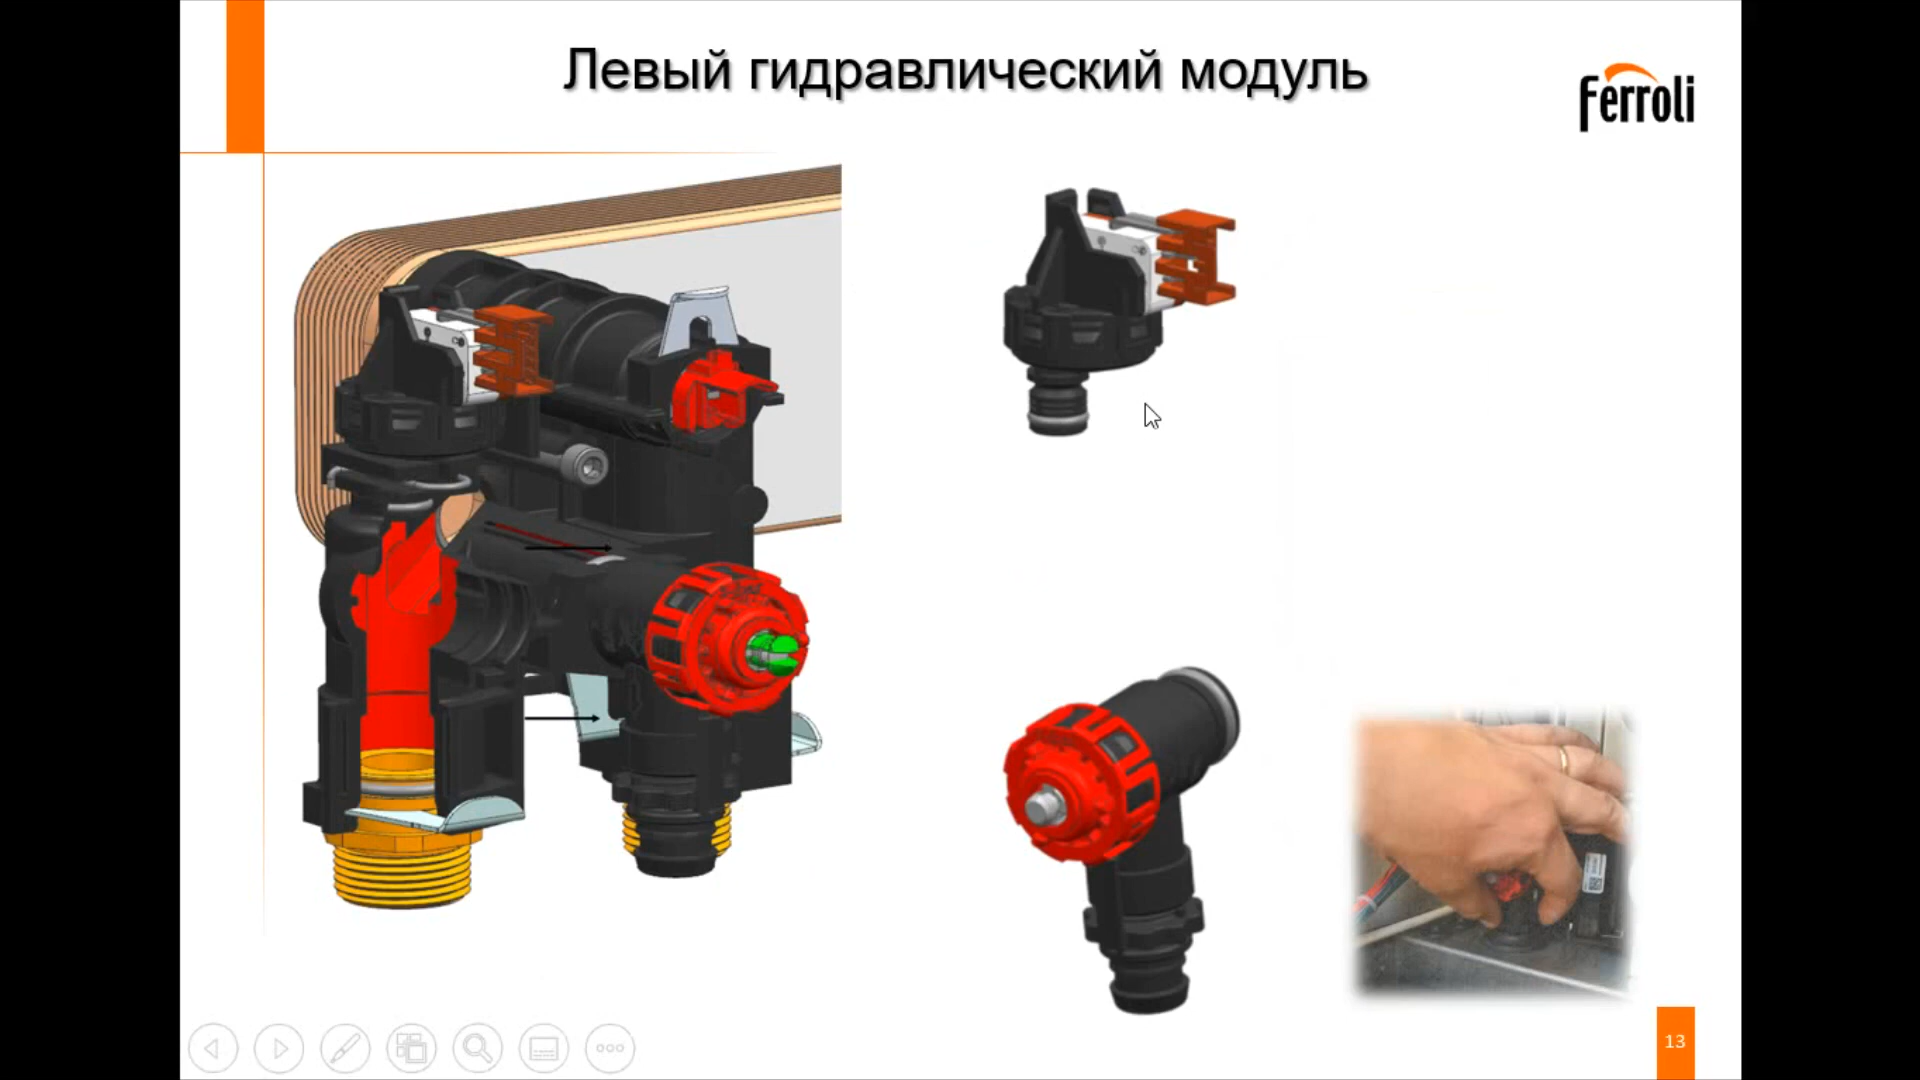 Левый гидравлический модуль
ferroli
13